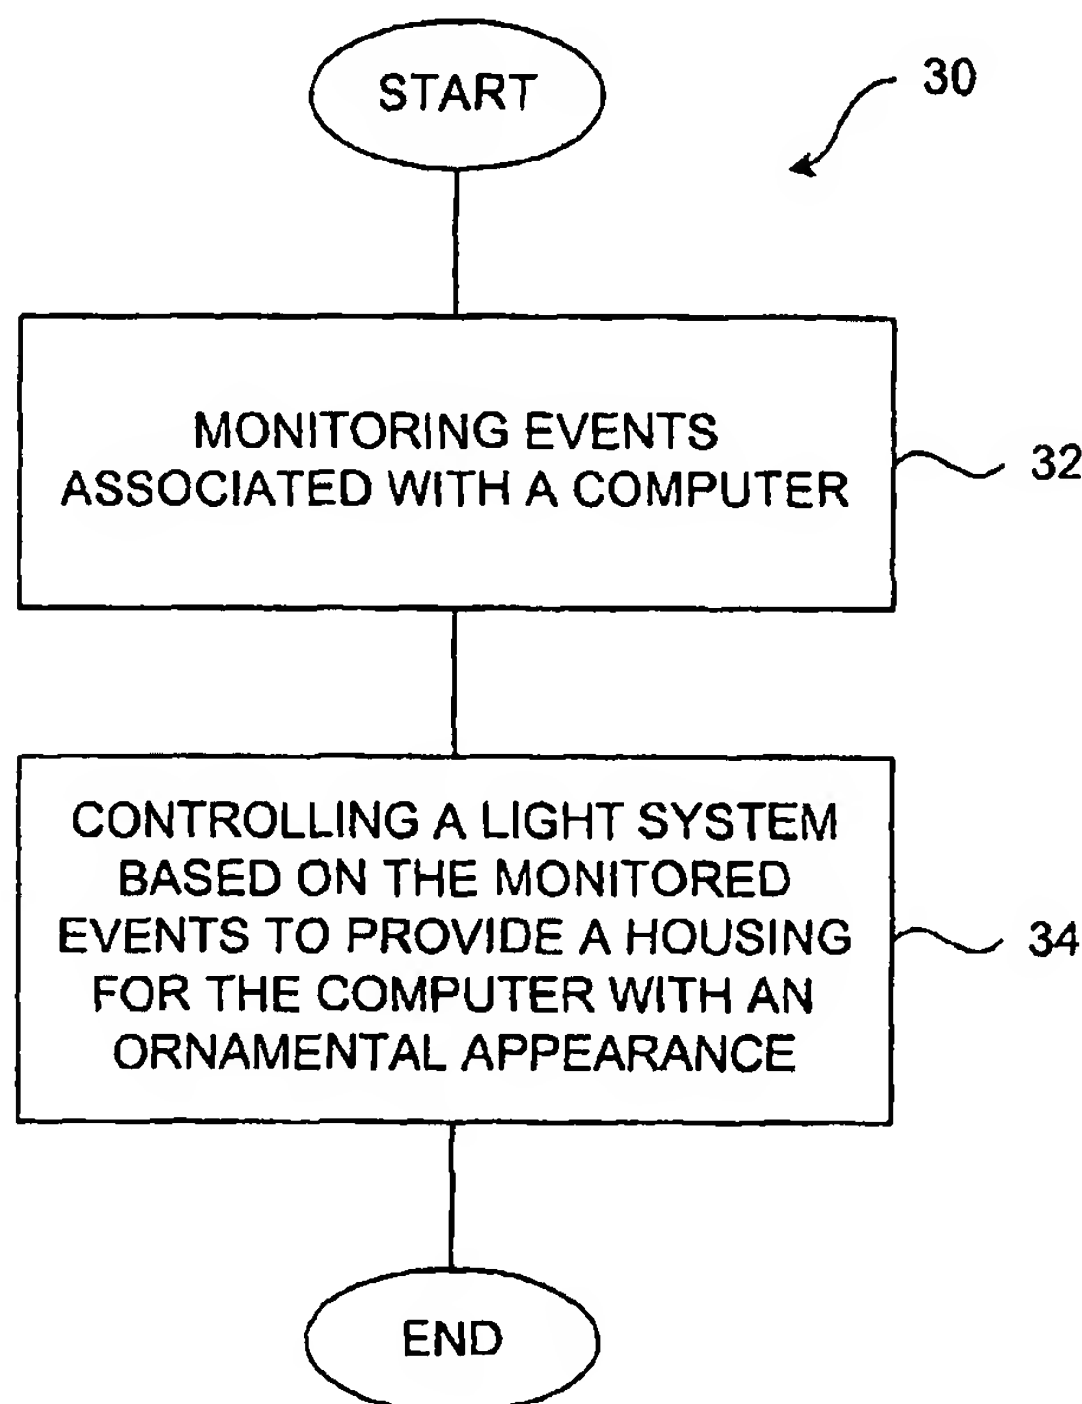 START
30
MONITORING EVENTS
ASSOCIATED WITH A COMPUTER
32
CONTROLLING A LIGHT SYSTEM
BASED ON THE MONITORED
EVENTS TO PROVIDE A HOUSING
FOR THE COMPUTER WITH AN
ORNAMENTAL APPEARANCE
34
END